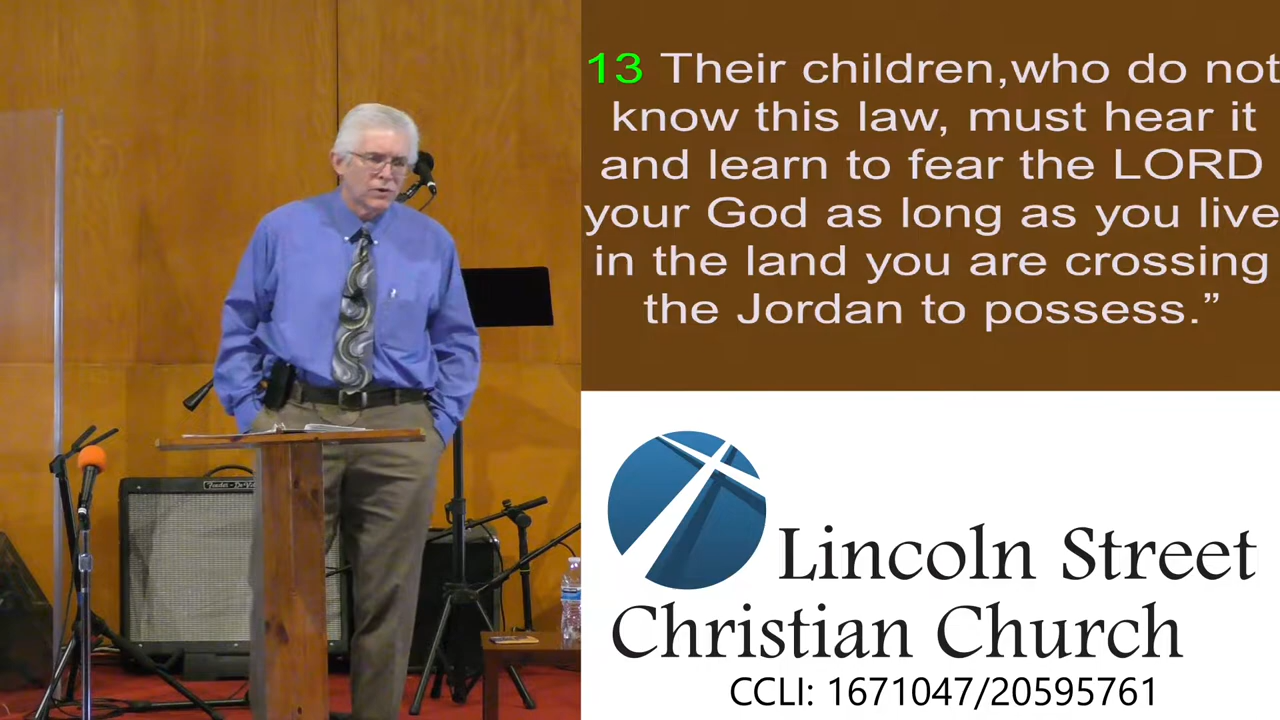 13 Their children,who do not
know this law, must hear it
and learn to fear the LORD
your God as long as you live
in the land you are crossing
the Jordan to possess.”
Lincoln Street
Christian Church
CCLI: 1671047/20595761